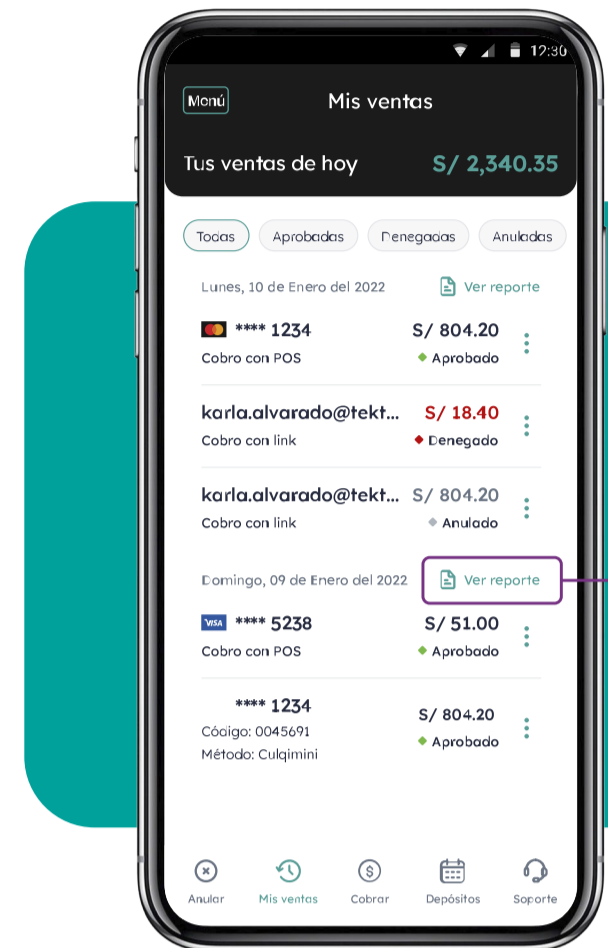 12:30
Menú
Mis ventas
Tus ventas de hoy S/ 2,340.35
Todas Aprobadas Denegadas Anuladas
Lunes, 10 de Enero del 2022 Ver reporte
**** 1234 S/ 804.20
Cobro con POS Aprobado
karla.alvarado@tekt... S/ 18.40
Cobro con link Denegado
karla.alvarado@tekt... S/ 804.20
Cobro con link Anulado
Domingo, 09 de Enero del 2022 Ver reporte
VISA **** 5238 S/ 51.00
Cobro con POS Aprobado
**** 1234 S/ 804.20
Código: 0045691
Aprobado
Método: Culqimini
Anular Mis ventas Cobrar Depósitos Soporte